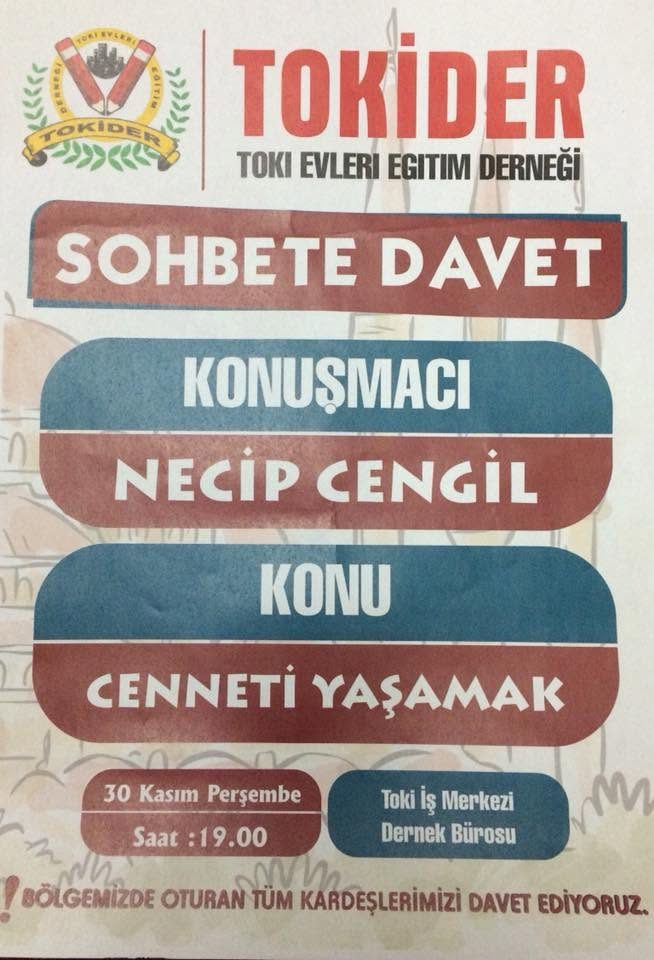 TOKİ EVLERİ
EĞİTİM
DERNEĞİ
TOKİDER
TOKİDER
TOKI EVLERI EGITIM DERNEĞİ
SOHBETE DAVET
KONUŞMACI
NECİP CENGİL
KONU
CENNETİ YAŞAMAK
30 Kasım Perşembe
Saat :19.00
Toki İş Merkezi
Dernek Bürosu
! BÖLGEMİZDE OTURAN TÜM KARDEŞLERİMİZİ DAVET EDİYORUZ.